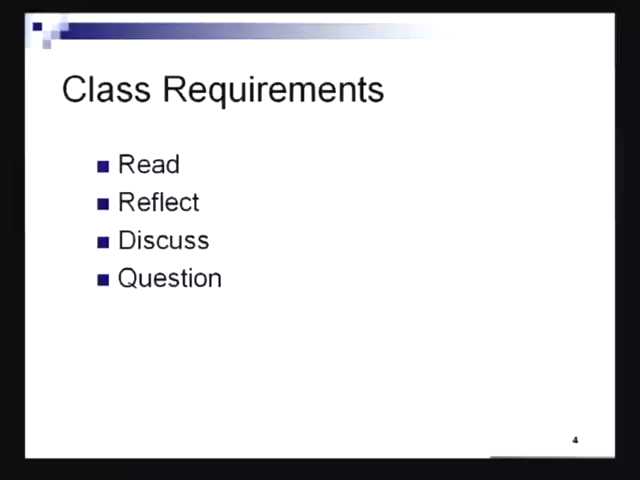 Class Requirements
Read
Reflect
Discuss
Question
4